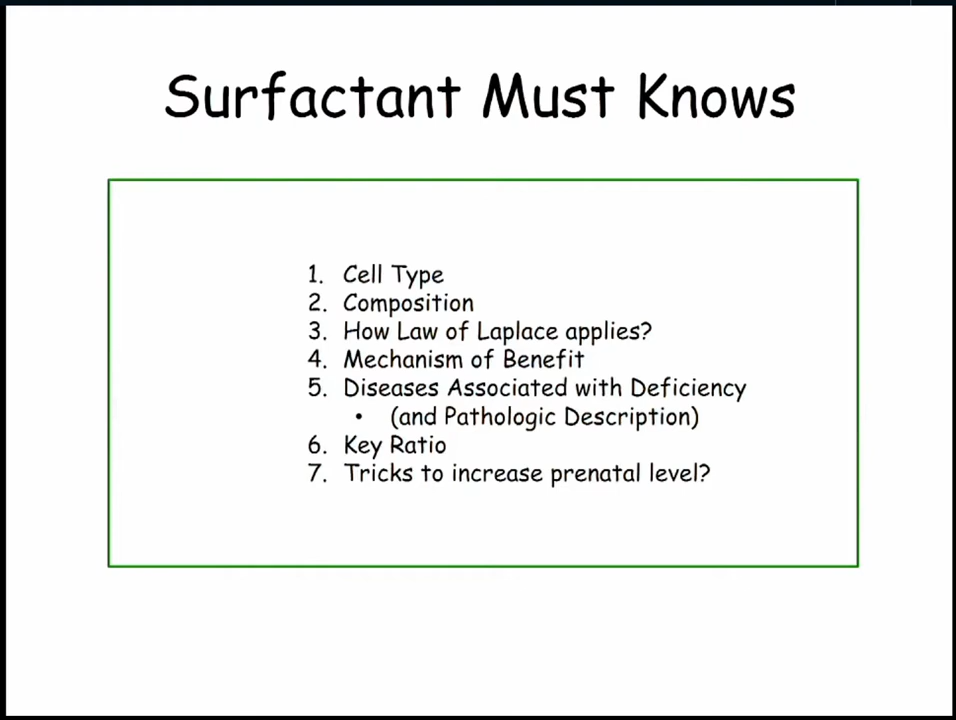 Surfactant Must Knows
1. Cell Type
2. Composition
3. How Law of Laplace applies?
4. Mechanism of Benefit
5. Diseases Associated with Deficiency
• (and Pathologic Description)
6. Key Ratio
7. Tricks to increase prenatal level?